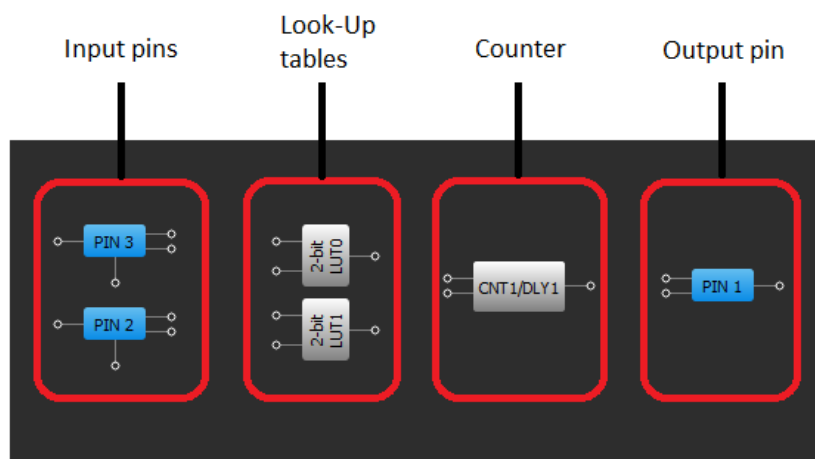 Input pins
Look-Up
tables
Counter
Output pin
PIN 3
PIN 2
2-bit
LUT0
2-bit
LUT1
CNT1/DLY1
PIN 1